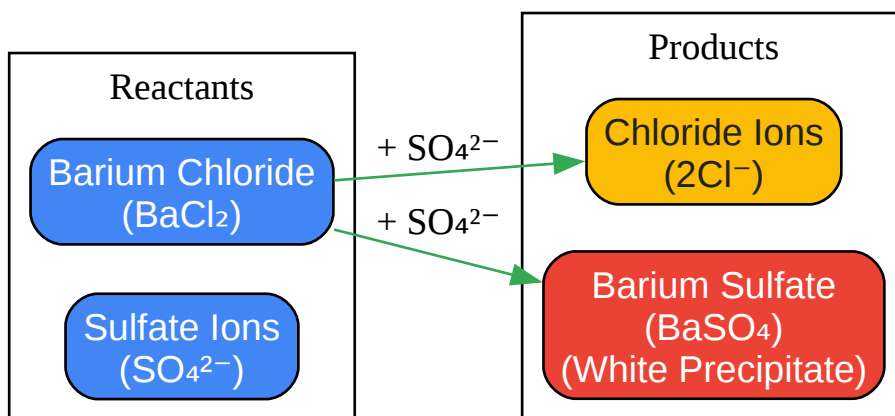 Reactants
Barium Chloride
(BaCl₂)
Sulfate Ions
(SO₄²⁻)
+ SO₄²⁻
+ SO₄²⁻
Products
Chloride Ions
(2Cl⁻)
Barium Sulfate
(BaSO₄)
(White Precipitate)